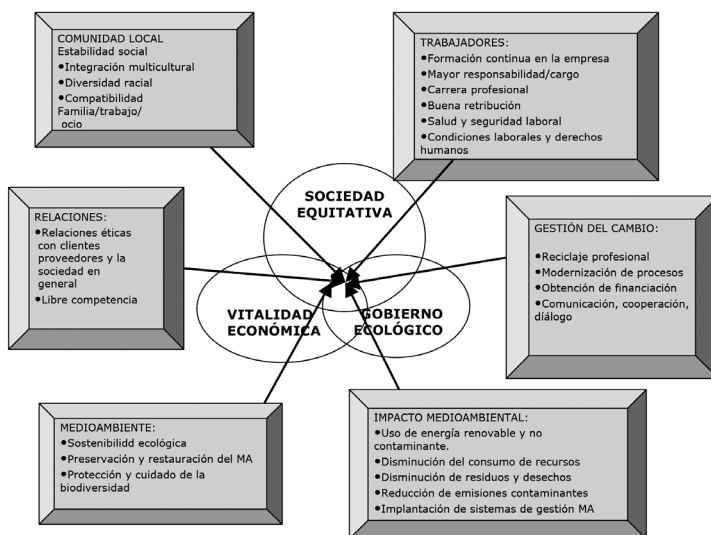 COMUNIDAD LOCAL
Estabilidad social
•Integración multicultural
•Diversidad racial
•Compatibilidad
Familia/trabajo/
ocio
TRABAJADORES:
•Formación continua en la empresa
•Mayor responsabilidad/cargo
•Carrera profesional
•Buena retribución
•Salud y seguridad laboral
•Condiciones laborales y derechos
humanos
SOCIEDAD
EQUITATIVA
RELACIONES:
•Relaciones éticas
con clientes
proveedores y la
sociedad en
general
•Libre competencia
GESTIÓN DEL CAMBIO:
•Reciclaje profesional
•Modernización de procesos
•Obtención de financiación
•Comunicación, cooperación,
díálogo
VITALIDAD
ECONÓMICA
GOBIERNO
ECOLÓGICO
MEDIOAMBIENTE:
•Sostenibilidd ecológica
•Preservación y restauración del MA
•Protección y cuidado de la
biodiversidad
IMPACTO MEDIOAMBIENTAL:
•Uso de energía renovable y no
contaminante.
•Disminución del consumo de recursos
•Disminución de residuos y desechos
•Reducción de emisiones contaminantes
•Implantación de sistemas de gestión MA